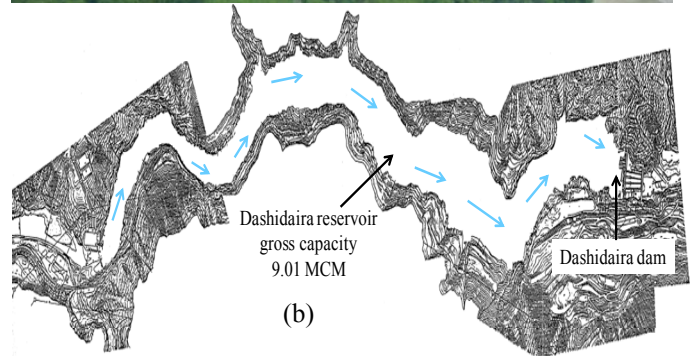 Dashidaira reservoir
gross capacity
9.01 MCM
Dashidaira dam
(b)